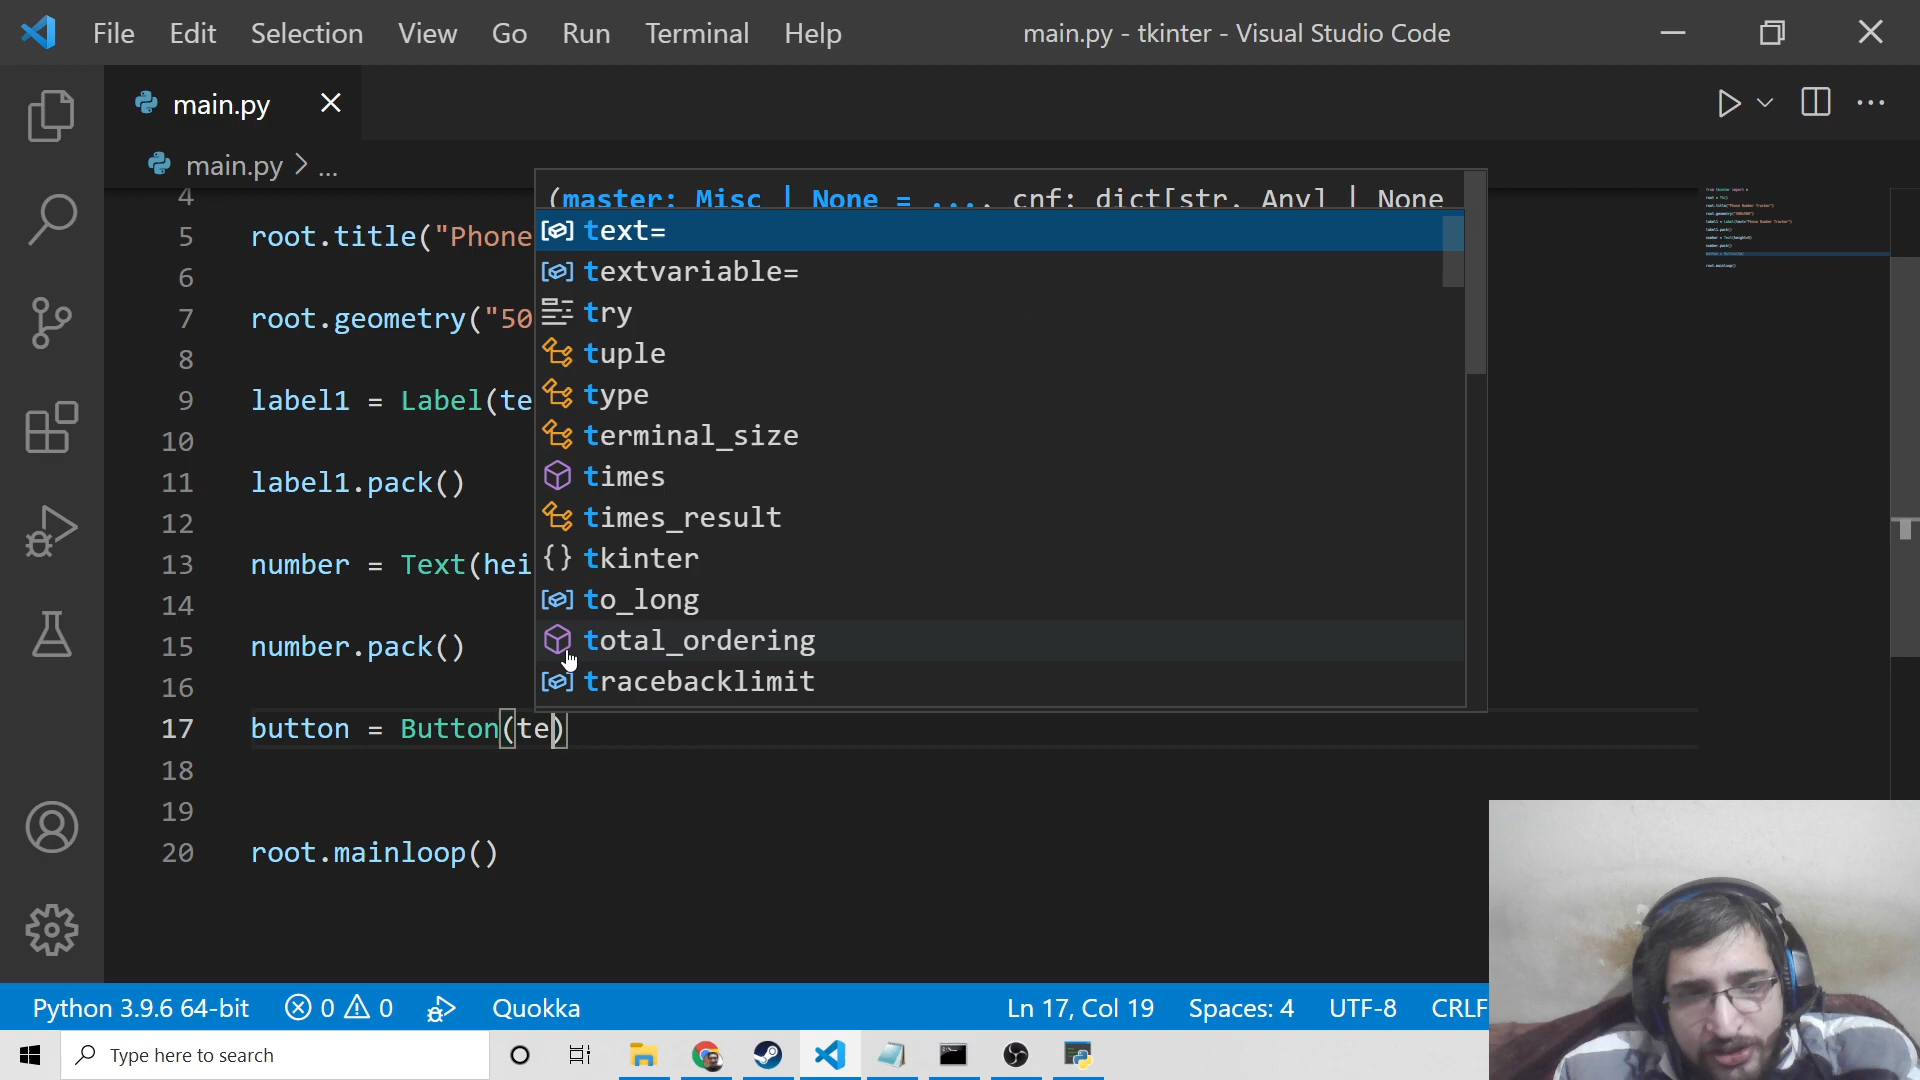 File Edit Selection View Go Run Terminal Help main.py - tkinter - Visual Studio Code
main.py
main.py > ...
(master: Misc | None = ..., cnf: dict[str, Any] | None
4
text=
5 root.title("Phone
textvariable=
6
try
7 root.geometry("50
tuple
8
type
9 label1 = Label(te
terminal_size
10
times
11 label1.pack()
times_result
12
tkinter
13 number = Text(hei
to_long
14
total_ordering
15 number.pack()
tracebacklimit
16
17 button = Button(te)
18
19
20 root.mainloop()
Python 3.9.6 64-bit 0 0 Quokka Ln 17, Col 19 Spaces: 4 UTF-8 CRLF
Type here to search